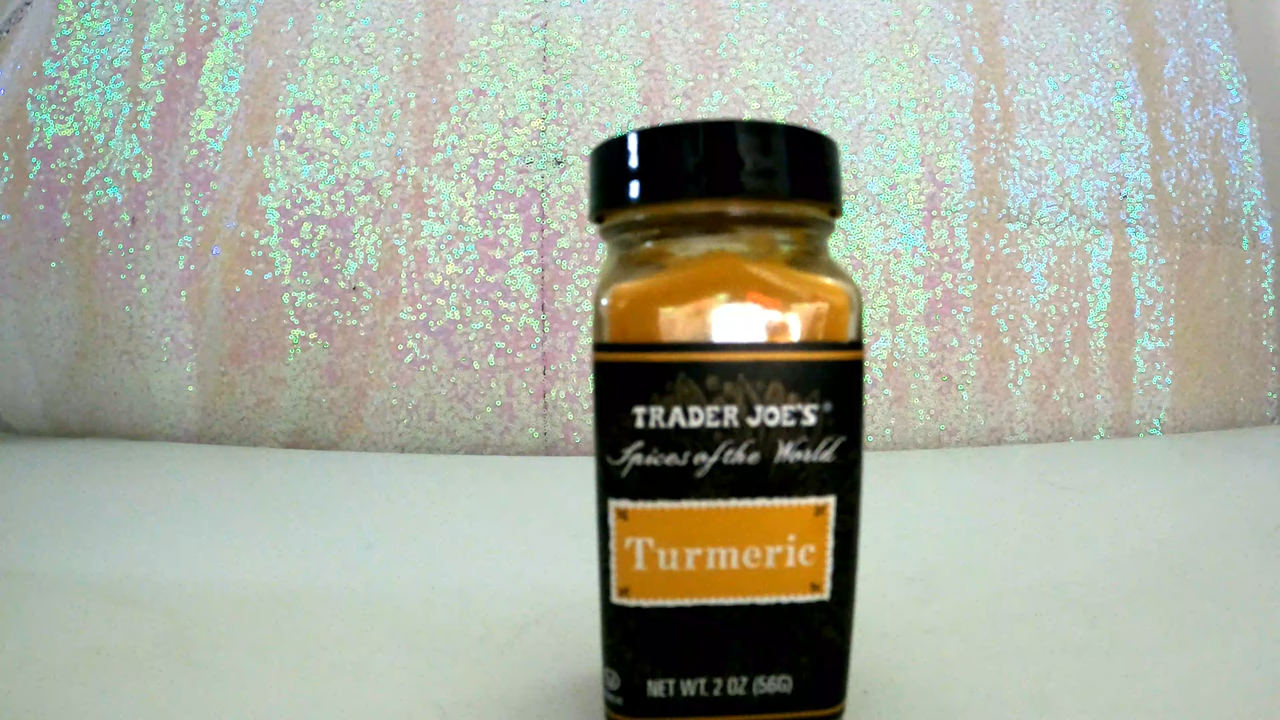 TRADER JOE'S®
Spices of the World
Turmeric
NET WT. 2 OZ (56G)